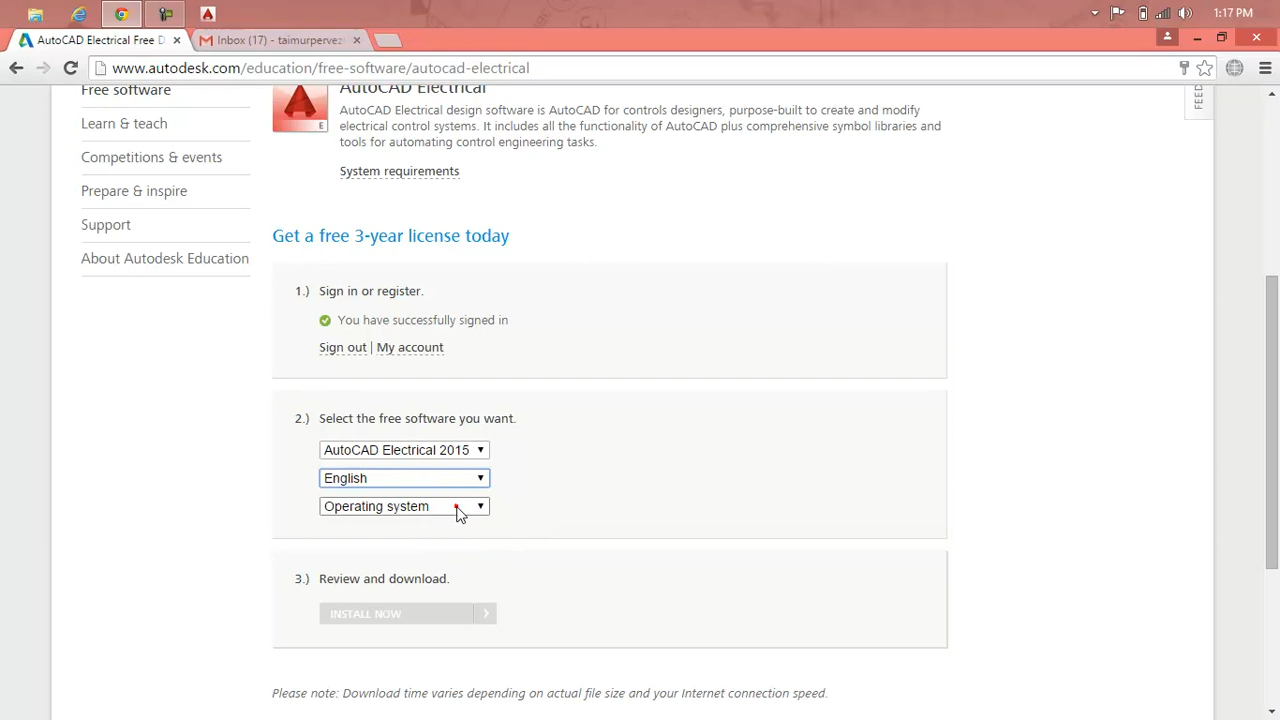 1:17 PM
AutoCAD Electrical Free D
Inbox (17) - taimurpervez
www.autodesk.com/education/free-software/autocad-electrical
Free software
Learn & teach
Competitions & events
Prepare & inspire
Support
About Autodesk Education
FEED
E
AutoCAD Electrical
AutoCAD Electrical design software is AutoCAD for controls designers, purpose-built to create and modify
electrical control systems. It includes all the functionality of AutoCAD plus comprehensive symbol libraries and
tools for automating control engineering tasks.
System requirements
Get a free 3-year license today
1.) Sign in or register.
You have successfully signed in
Sign out | My account
2.) Select the free software you want.
AutoCAD Electrical 2015
English
Operating system
3.) Review and download.
INSTALL NOW
Please note: Download time varies depending on actual file size and your Internet connection speed.